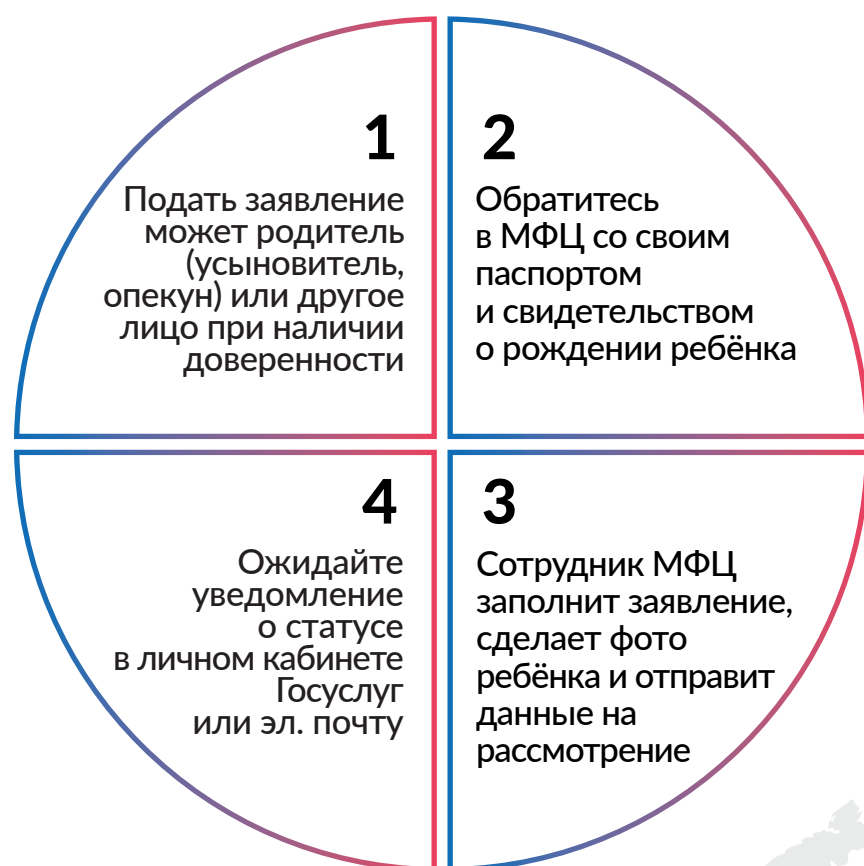 1
Подать заявление
может родитель
(усыновитель,
опекун) или другое
лицо при наличии
доверенности
2
Обратитесь
в МФЦ со своим
паспортом
и свидетельством
о рождении ребёнка
3
Сотрудник МФЦ
заполнит заявление,
сделает фото
ребёнка и отправит
данные на
рассмотрение
4
Ожидайте
уведомление
о статусе
в личном кабинете
Госуслуг
или эл. почту